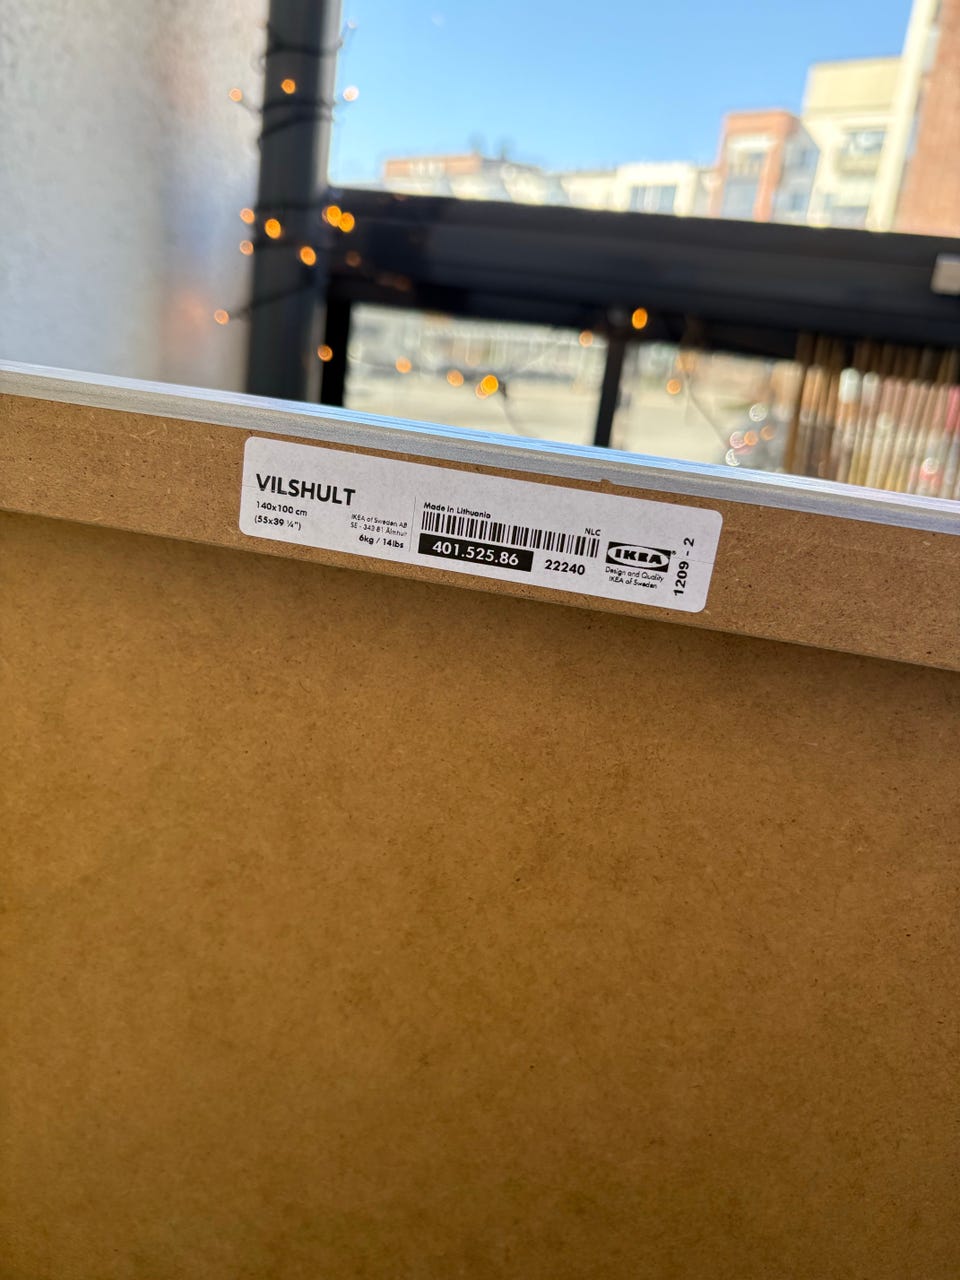 VILSHULT
140x100 cm
(55x39 ¼")
IKEA of Sweden AB
SE - 343 81 Älmhult
6kg / 14lbs
Made in Lithuania
NLC
401.525.86
22240
IKEA®
Design and Quality
IKEA of Sweden
1209 - 2